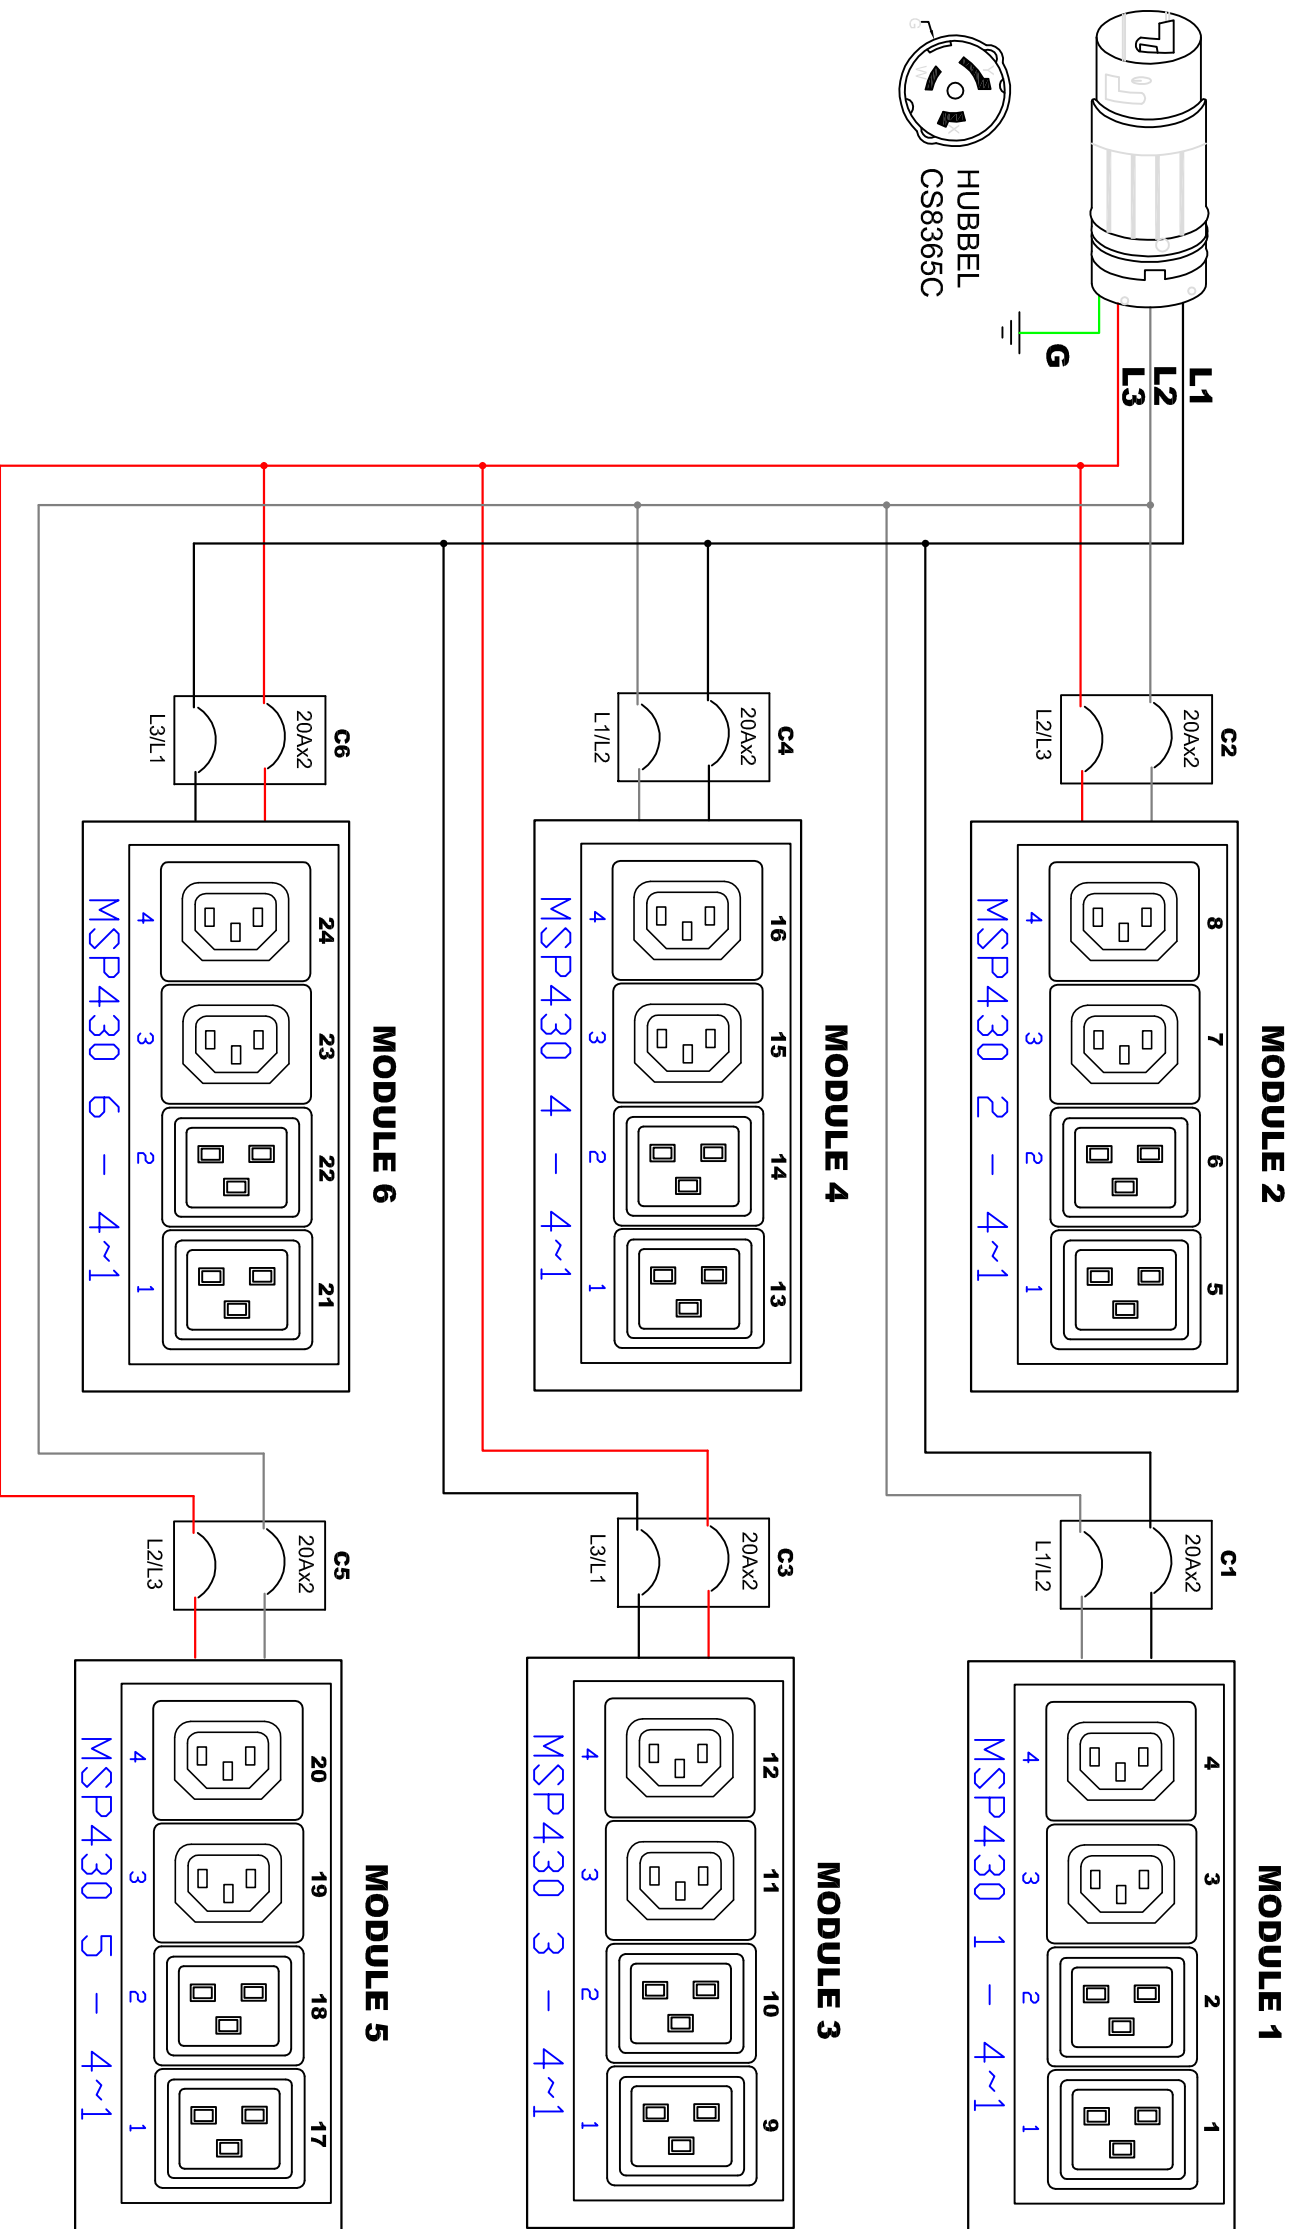 HUBBEL
CS8365C
G
W
Y
X
G
L1
L2
L3
C2
20Ax2
L2/L3
MODULE 2
8
7
6
5
4
3
2
1
MSP430 2 - 4~1
C1
20Ax2
L1/L2
MODULE 1
4
3
2
1
4
3
2
1
MSP430 1 - 4~1
C4
20Ax2
L1/L2
MODULE 4
16
15
14
13
4
3
2
1
MSP430 4 - 4~1
C3
20Ax2
L3/L1
MODULE 3
12
11
10
9
4
3
2
1
MSP430 3 - 4~1
C6
20Ax2
L3/L1
MODULE 6
24
23
22
21
4
3
2
1
MSP430 6 - 4~1
C5
20Ax2
L2/L3
MODULE 5
20
19
18
17
4
3
2
1
MSP430 5 - 4~1